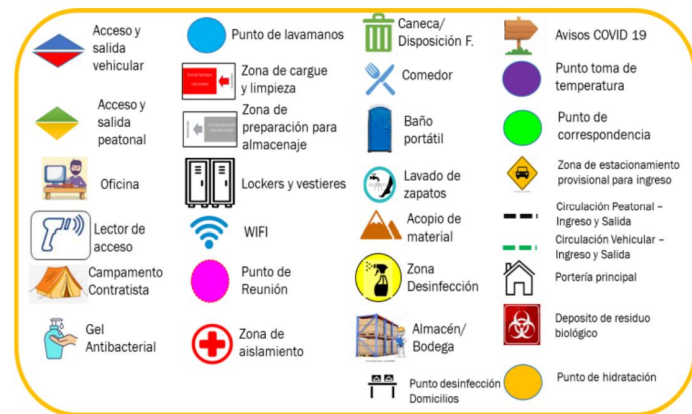 Acceso y
salida
vehicular
Acceso y
salida
peatonal
Oficina
Lector de
acceso
Campamento
Contratista
Gel
Antibacterial
Punto de lavamanos
Zona de cargue
y limpieza
Zona de
preparación para
almacenaje
Lockers y vestieres
WIFI
Punto de
Reunión
Zona de
aislamiento
Caneca/
Disposición F.
Comedor
Baño
portátil
Lavado de
zapatos
Acopio de
material
Zona
Desinfección
Almacén/
Bodega
Punto desinfección
Domicilios
Avisos COVID 19
Punto toma de
temperatura
Punto de
correspondencia
Zona de estacionamiento
provisional para ingreso
Circulación Peatonal –
Ingreso y Salida
Circulación Vehicular –
Ingreso y Salida
Portería principal
Deposito de residuo
biológico
Punto de hidratación